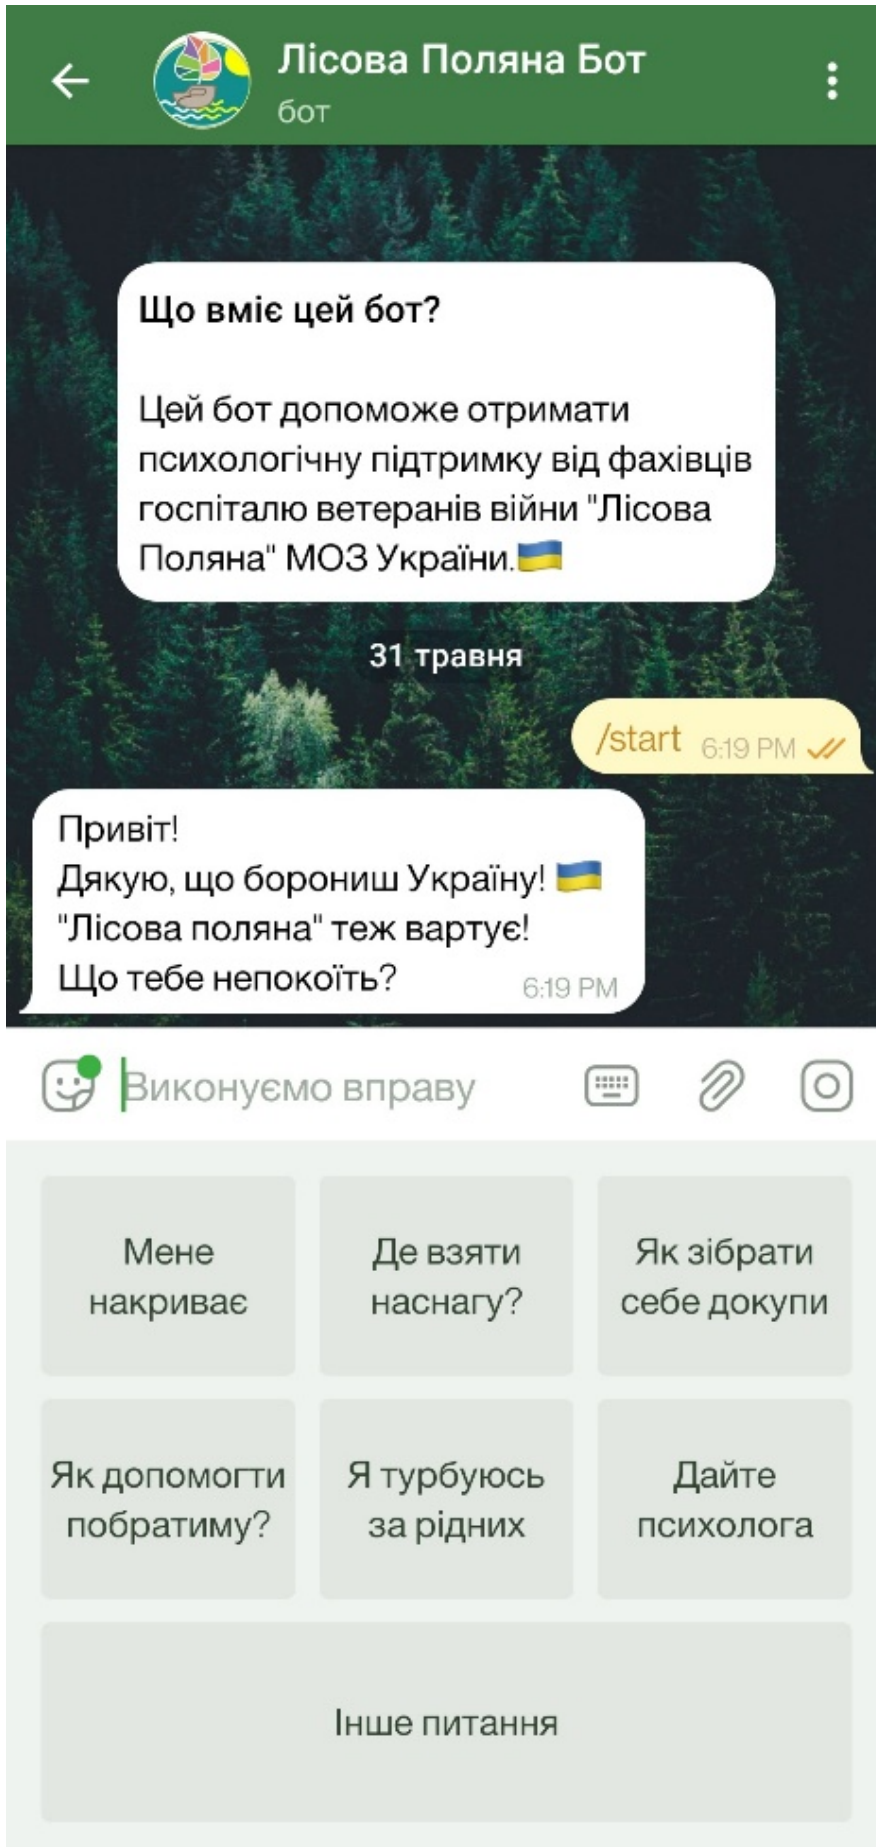 Лісова Поляна Бот
бот
Що вміє цей бот?
Цей бот допоможе отримати
психологічну підтримку від фахівців
госпіталю ветеранів війни "Лісова
Поляна" МОЗ України.🇺🇦
31 травня
/start 6:19 PM
Привіт!
Дякую, що борониш Україну! 🇺🇦
"Лісова поляна" теж вартує!
Що тебе непокоїть? 6:19 PM
Виконуємо вправу
Мене
накриває
Де взяти
наснагу?
Як зібрати
себе докупи
Як допомогти
побратиму?
Я турбуюсь
за рідних
Дайте
психолога
Інше питання